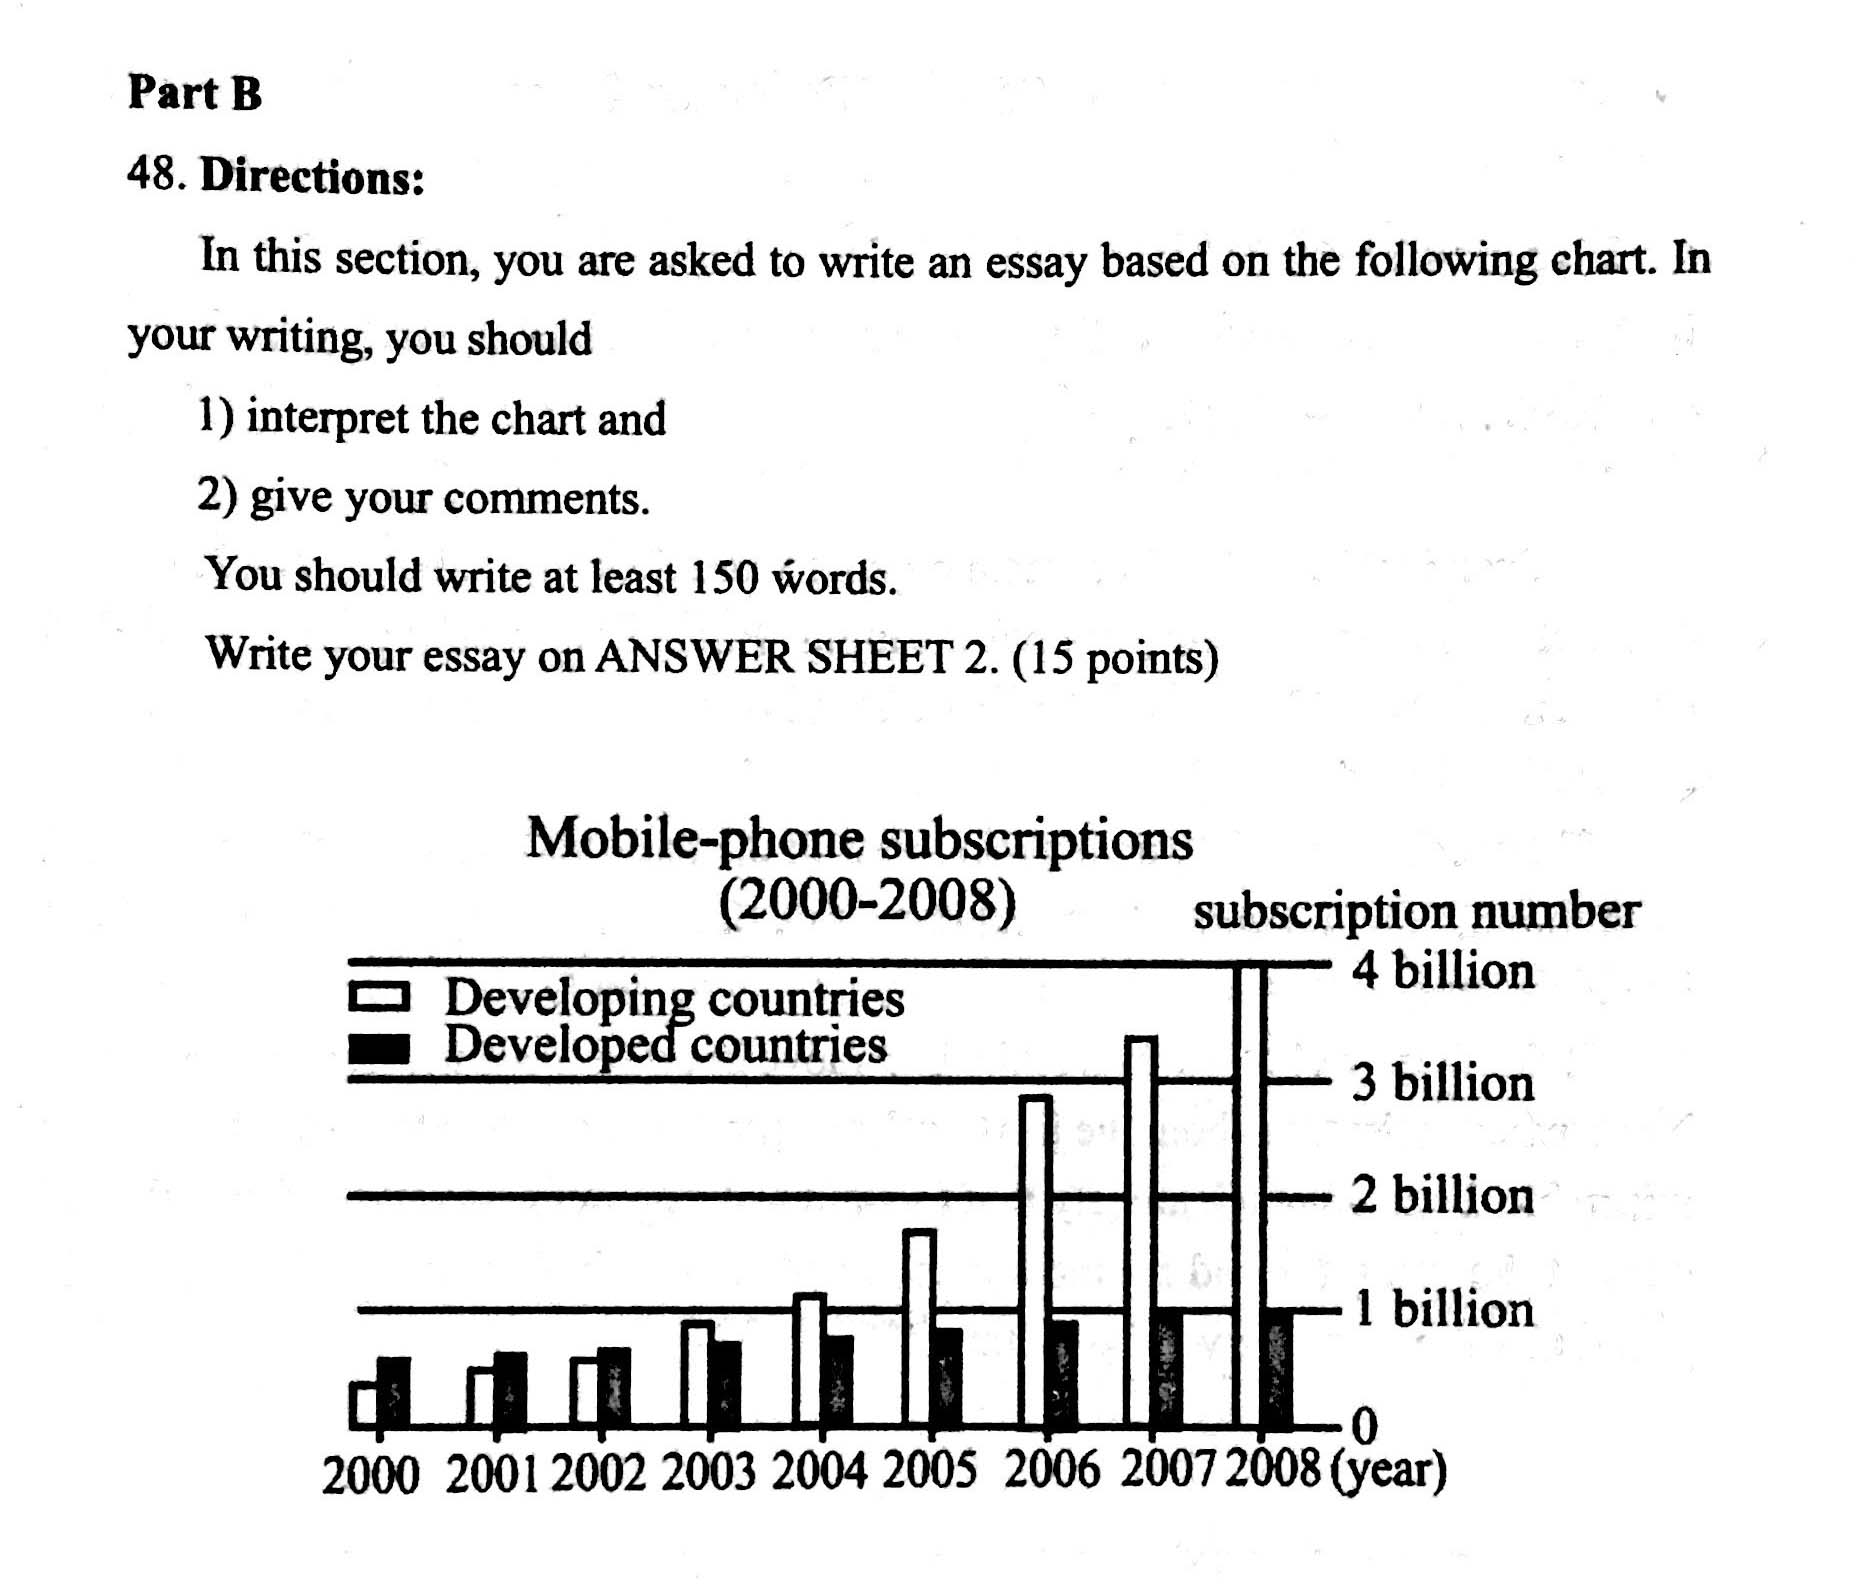 Part B
48. Directions:
In this section, you are asked to write an essay based on the following chart. In
your writing, you should
1) interpret the chart and
2) give your comments.
You should write at least 150 words.
Write your essay on ANSWER SHEET 2. (15 points)
Mobile-phone subscriptions
(2000-2008)
subscription number
4 billion
Developing countries
Developed countries
3 billion
2 billion
1 billion
0
2000 2001 2002 2003 2004 2005 2006 2007 2008 (year)